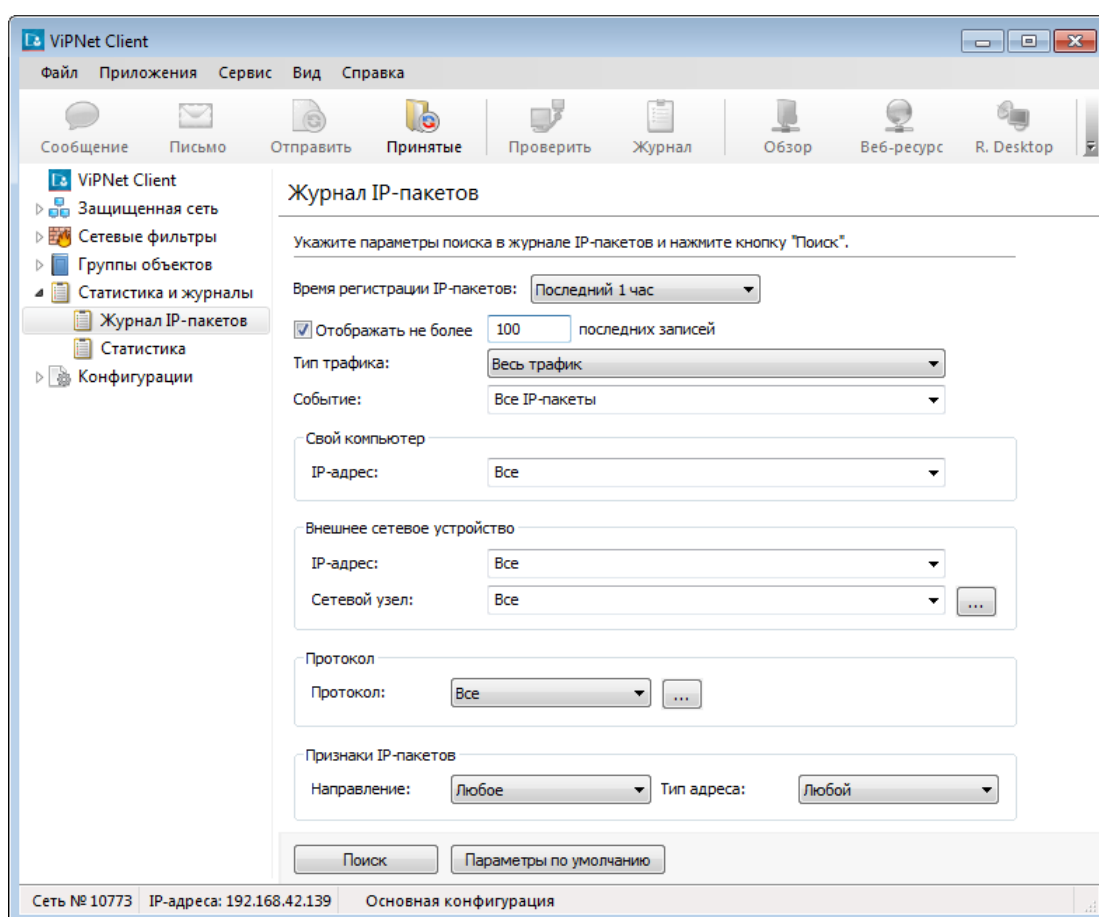 ViPNet Client
Файл Приложения Сервис Вид Справка
Сообщение Письмо Отправить Принятые Проверить Журнал Обзор Веб-ресурс R. Desktop
ViPNet Client
Защищенная сеть
Сетевые фильтры
Группы объектов
Статистика и журналы
Журнал IP-пакетов
Статистика
Конфигурации
Журнал IP-пакетов
Укажите параметры поиска в журнале IP-пакетов и нажмите кнопку "Поиск".
Время регистрации IP-пакетов: Последний 1 час
Отображать не более 100 последних записей
Тип трафика: Весь трафик
Событие: Все IP-пакеты
Свой компьютер
IP-адрес: Все
Внешнее сетевое устройство
IP-адрес: Все
Сетевой узел: Все ...
Протокол
Протокол: Все ...
Признаки IP-пакетов
Направление: Любое Тип адреса: Любой
Поиск Параметры по умолчанию
Сеть № 10773 IP-адреса: 192.168.42.139 Основная конфигурация